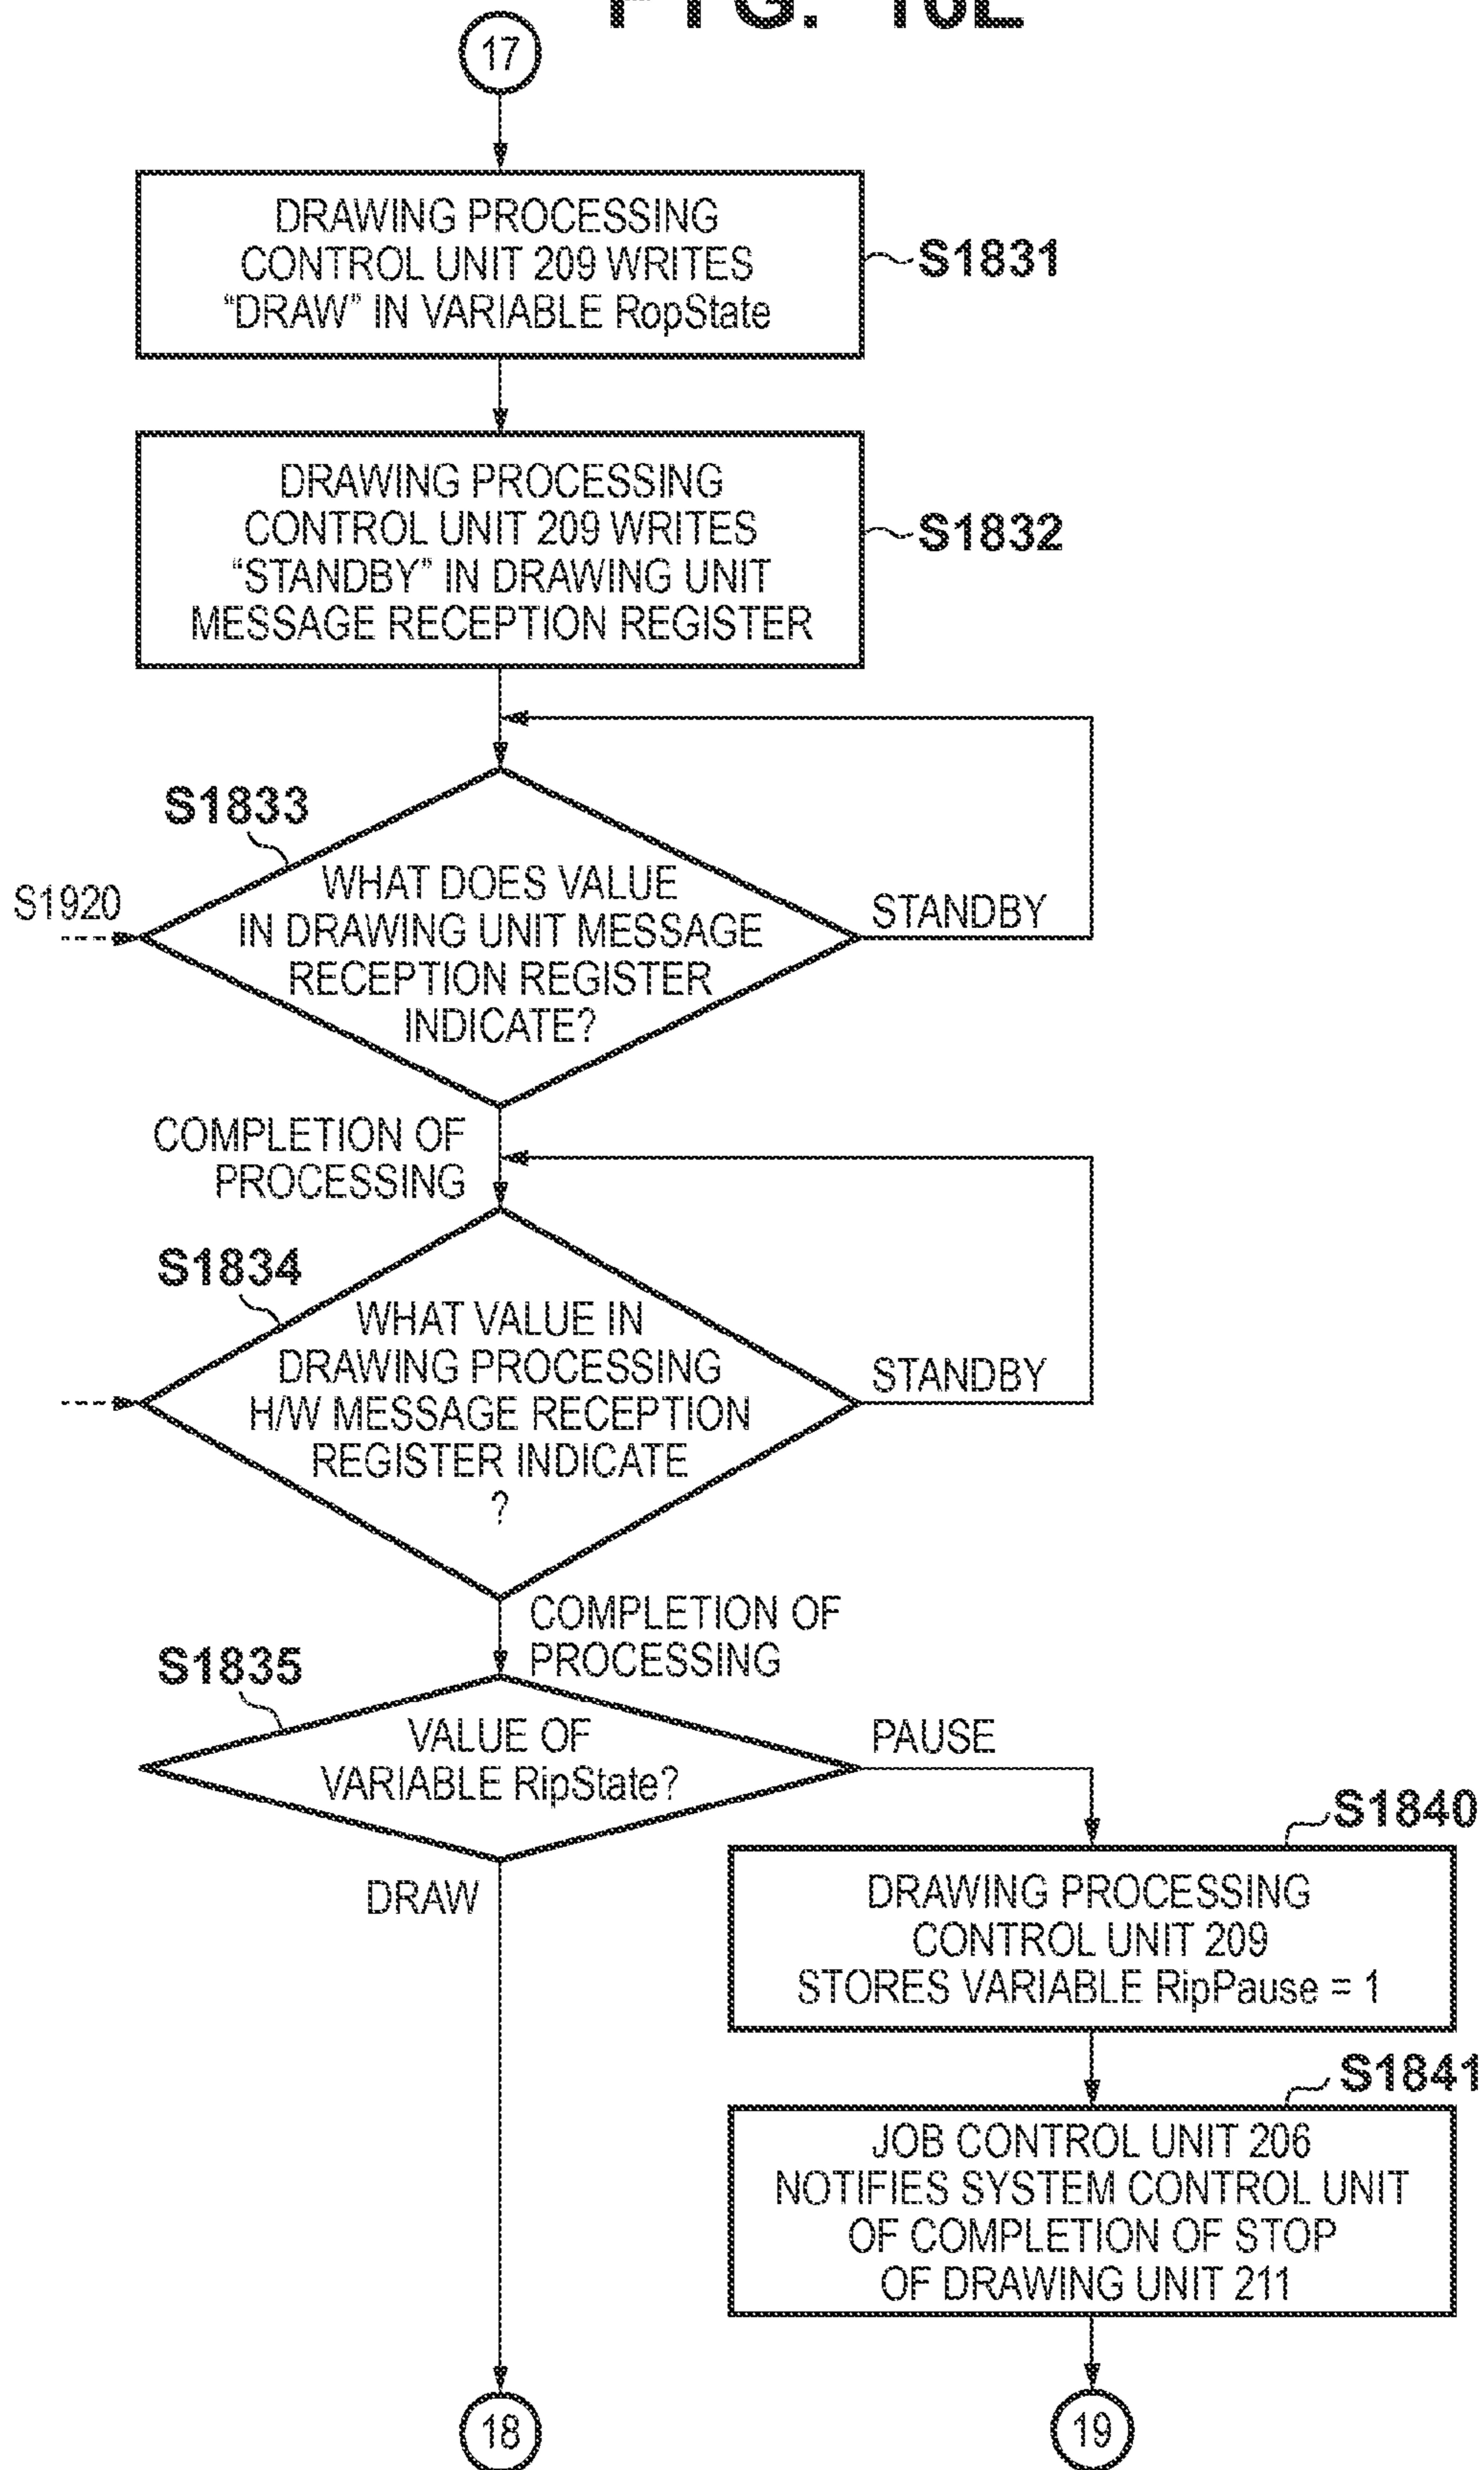 17
DRAWING PROCESSING
CONTROL UNIT 209 WRITES
“DRAW” IN VARIABLE RopState
S1831
DRAWING PROCESSING
CONTROL UNIT 209 WRITES
“STANDBY” IN DRAWING UNIT
MESSAGE RECEPTION REGISTER
S1832
S1833
S1920
WHAT DOES VALUE
IN DRAWING UNIT MESSAGE
RECEPTION REGISTER
INDICATE?
STANDBY
COMPLETION OF
PROCESSING
S1834
WHAT VALUE IN
DRAWING PROCESSING
H/W MESSAGE RECEPTION
REGISTER INDICATE
?
STANDBY
COMPLETION OF
PROCESSING
S1835
VALUE OF
VARIABLE RipState?
PAUSE
DRAW
S1840
DRAWING PROCESSING
CONTROL UNIT 209
STORES VARIABLE RipPause = 1
S1841
JOB CONTROL UNIT 206
NOTIFIES SYSTEM CONTROL UNIT
OF COMPLETION OF STOP
OF DRAWING UNIT 211
18
19